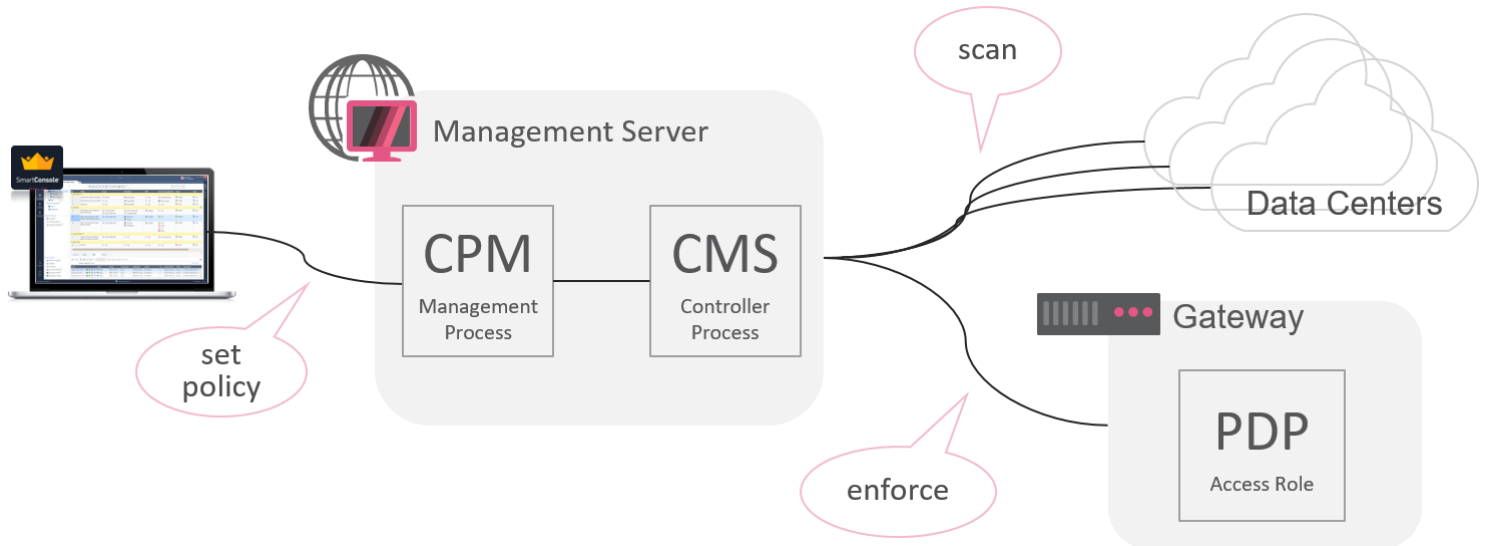 scan
Management Server
SmartConsole
Data Centers
CPM
Management
Process
CMS
Controller
Process
Gateway
set
policy
PDP
Access Role
enforce